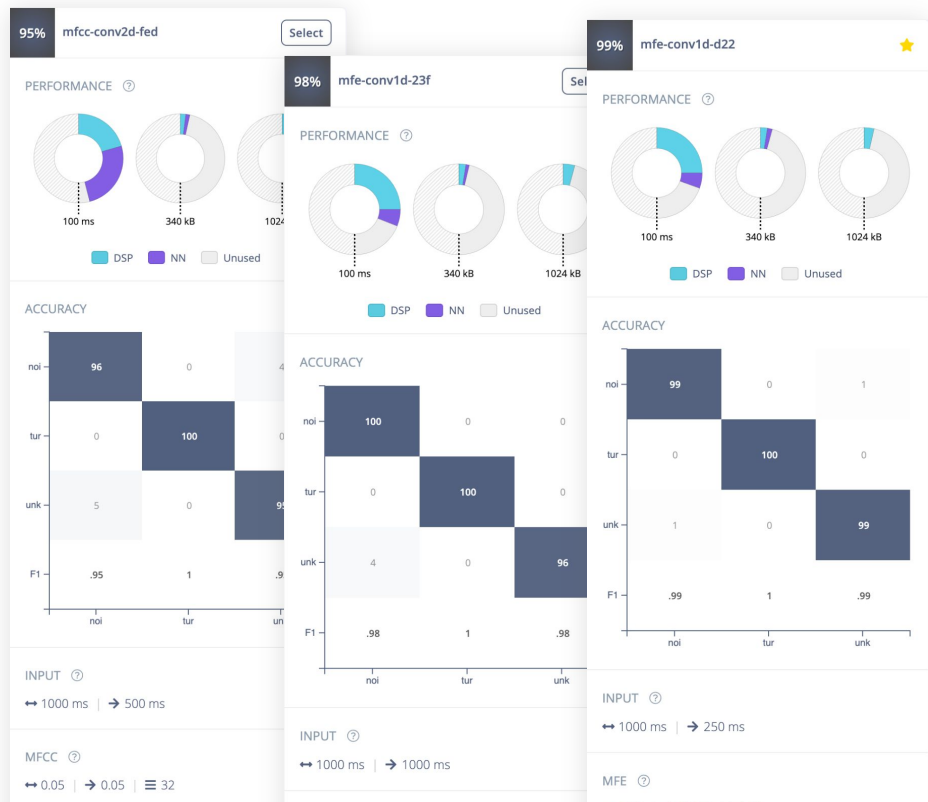 95% mfcc-conv2d-fed Select
PERFORMANCE ?
100 ms 340 kB 1024
DSP NN Unused
ACCURACY
noi 96 0 4
tur 0 100 0
unk 5 0 95
F1 .95 1
noi tur un
INPUT ?
1000 ms | 500 ms
MFCC ?
0.05 | 0.05 | 32
98% mfe-conv1d-23f Sel
PERFORMANCE ?
100 ms 340 kB 1024 kB
DSP NN Unused
ACCURACY
noi 100 0 0
tur 0 100 0
unk 4 0 96
F1 .98 1 .98
noi tur unk
INPUT ?
1000 ms | 1000 ms
99% mfe-conv1d-d22
PERFORMANCE ?
100 ms 340 kB 1024 kB
DSP NN Unused
ACCURACY
noi 99 0 1
tur 0 100 0
unk 1 0 99
F1 .99 1 .99
noi tur unk
INPUT ?
1000 ms | 250 ms
MFE ?